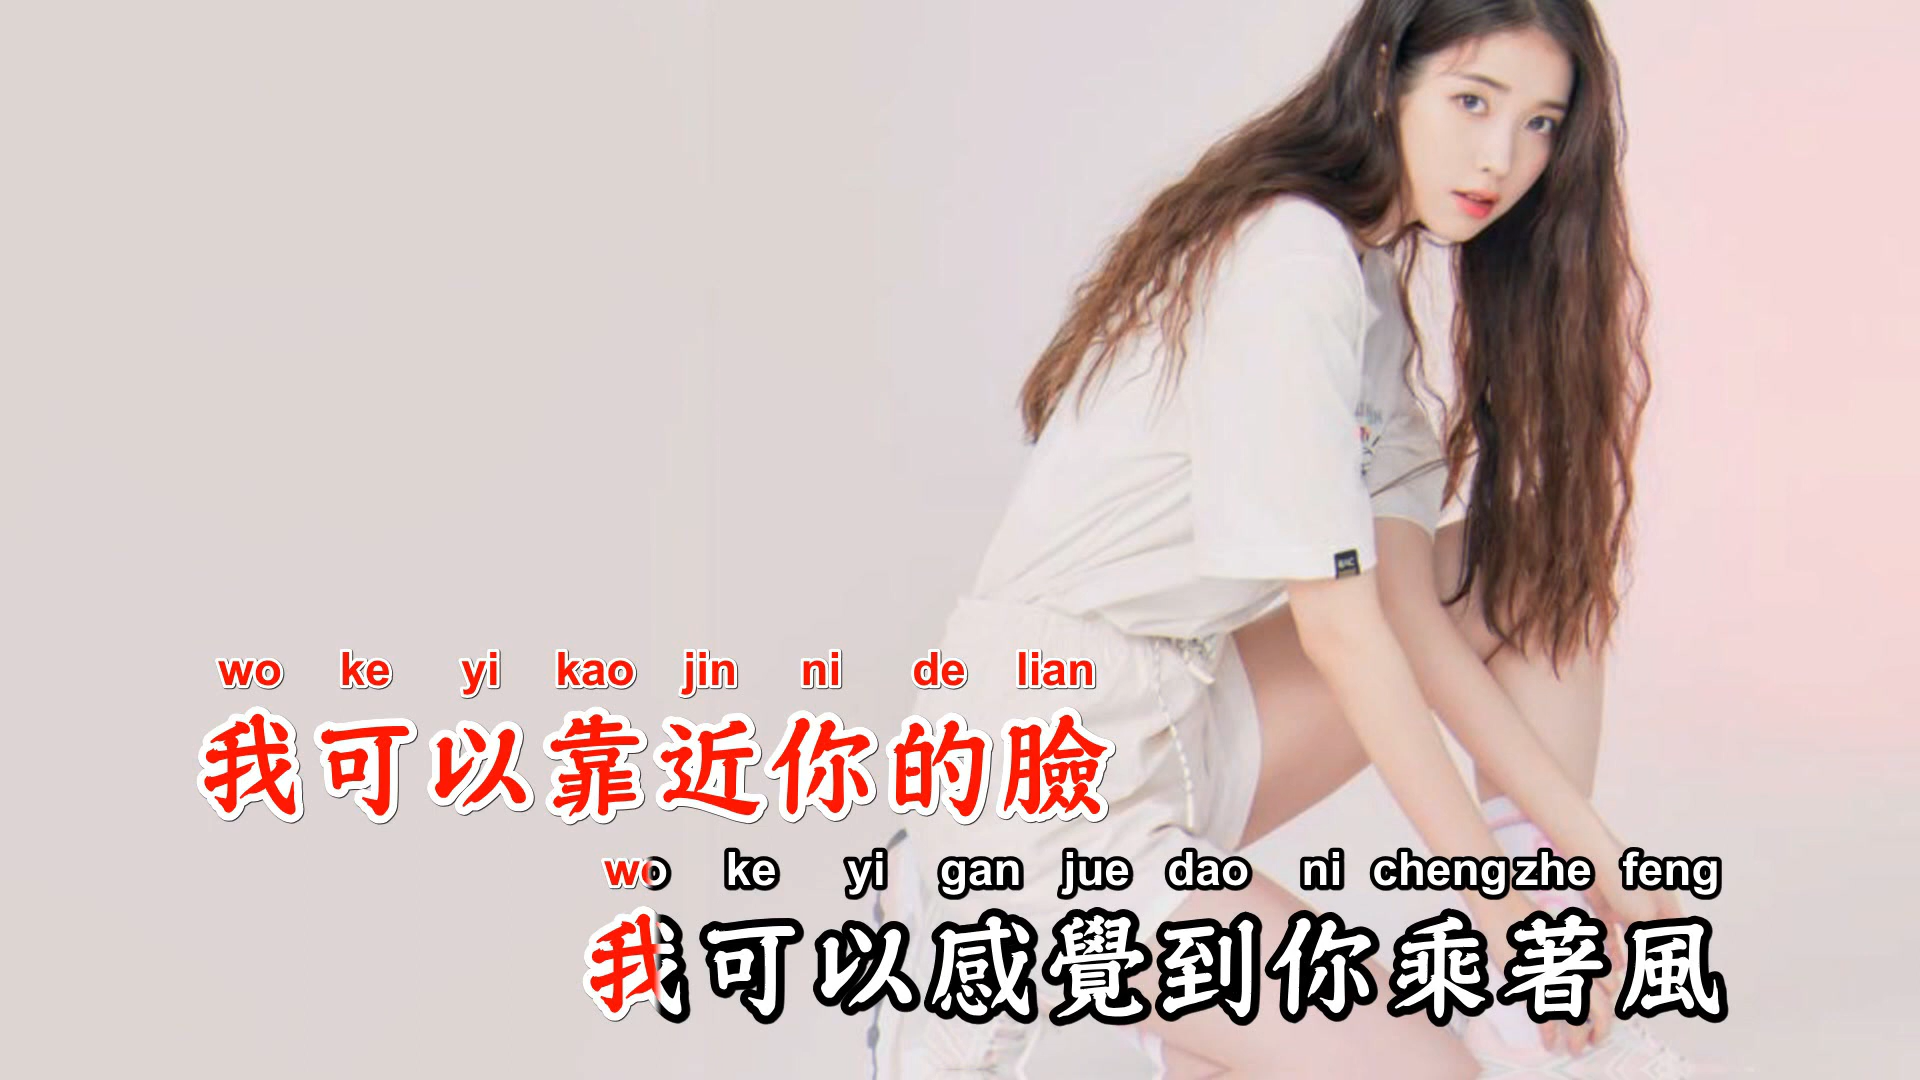 wo ke yi kao jin ni de lian
我可以靠近你的臉
wo ke yi gan jue dao ni cheng zhe feng
我可以感覺到你乘著風